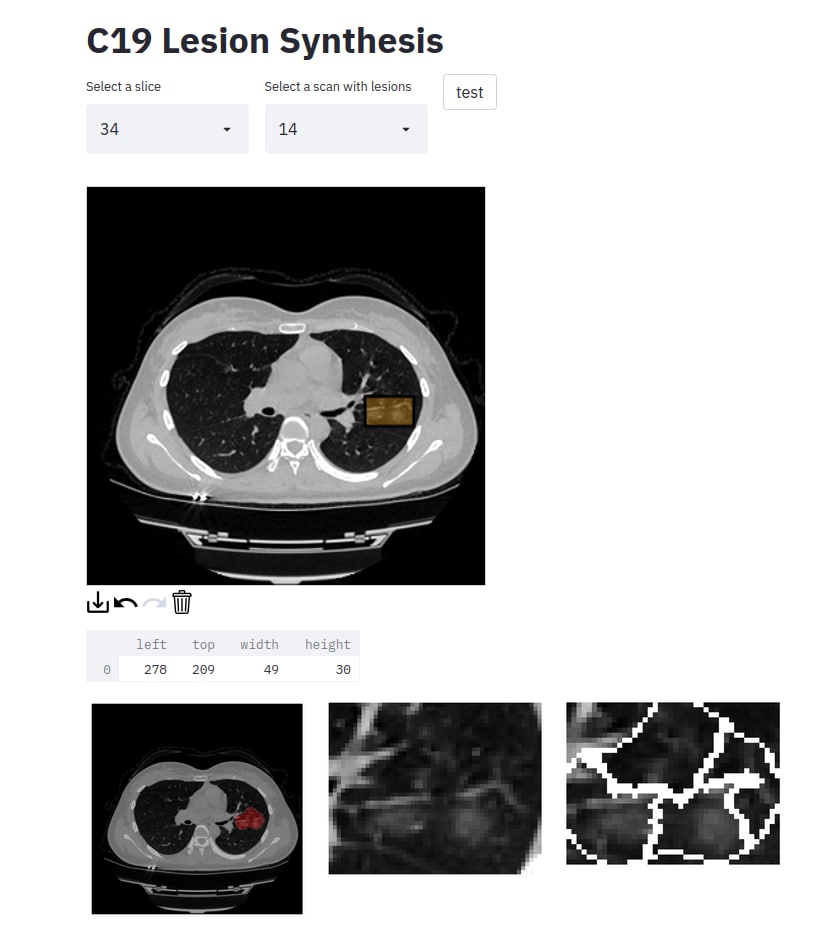 C19 Lesion Synthesis
Select a slice
Select a scan with lesions
test
34
14
left top width height
0 278 209 49 30